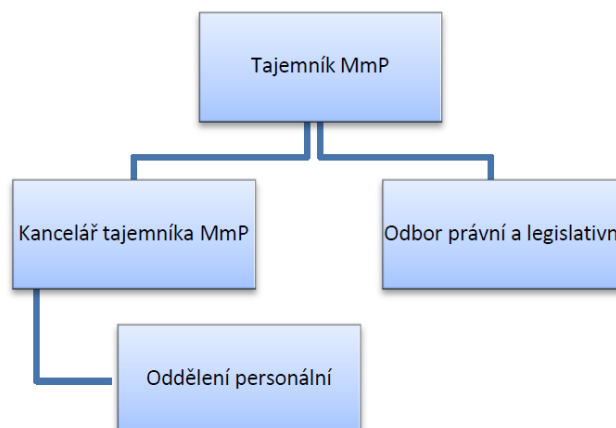 Tajemník MmP
Kancelář tajemníka MmP
Odbor právní a legislativn
Oddělení personální